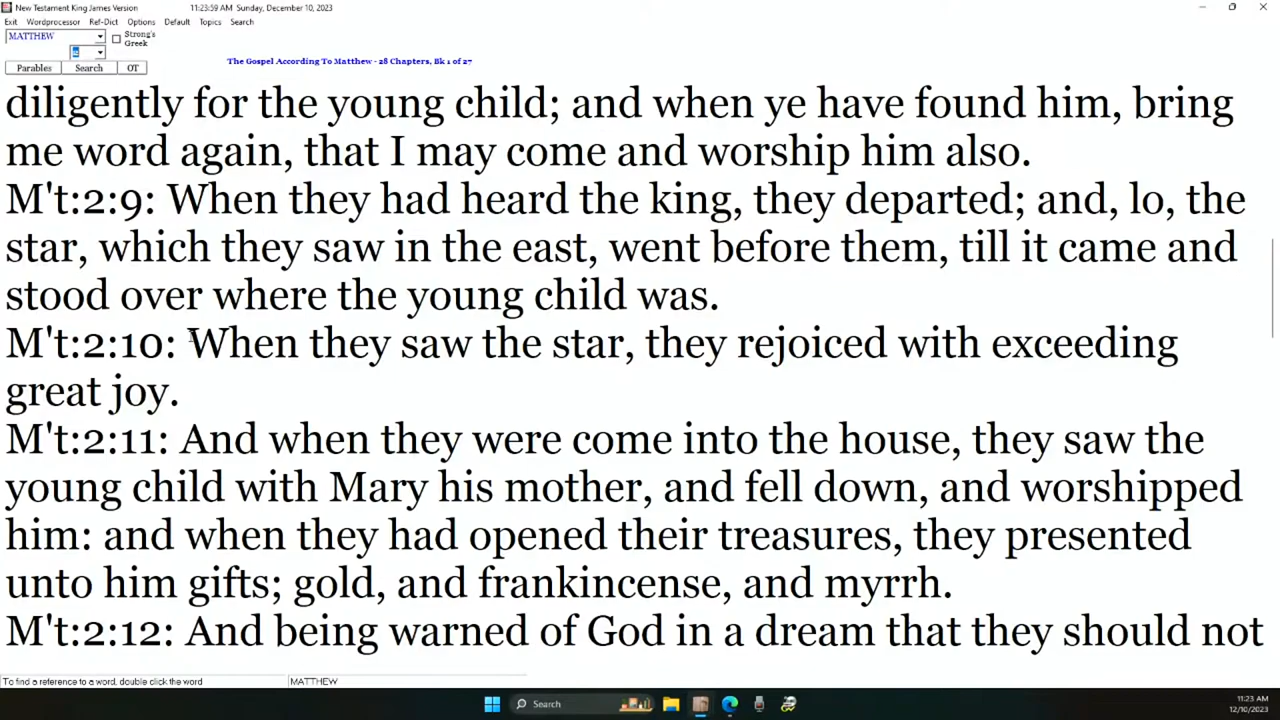 New Testament King James Version 11:23:59 AM Sunday, December 10, 2023
Exit Wordprocessor Ref-Dict Options Default Topics Search
MATTHEW
Strong's
Greek
Parables Search OT
The Gospel According To Matthew - 28 Chapters, Bk 1 of 27
diligently for the young child; and when ye have found him, bring
me word again, that I may come and worship him also.
M't:2:9: When they had heard the king, they departed; and, lo, the
star, which they saw in the east, went before them, till it came and
stood over where the young child was.
M't:2:10: When they saw the star, they rejoiced with exceeding
great joy.
M't:2:11: And when they were come into the house, they saw the
young child with Mary his mother, and fell down, and worshipped
him: and when they had opened their treasures, they presented
unto him gifts; gold, and frankincense, and myrrh.
M't:2:12: And being warned of God in a dream that they should not
To find a reference to a word, double click the word MATTHEW
Search
11:23 AM
12/10/2023